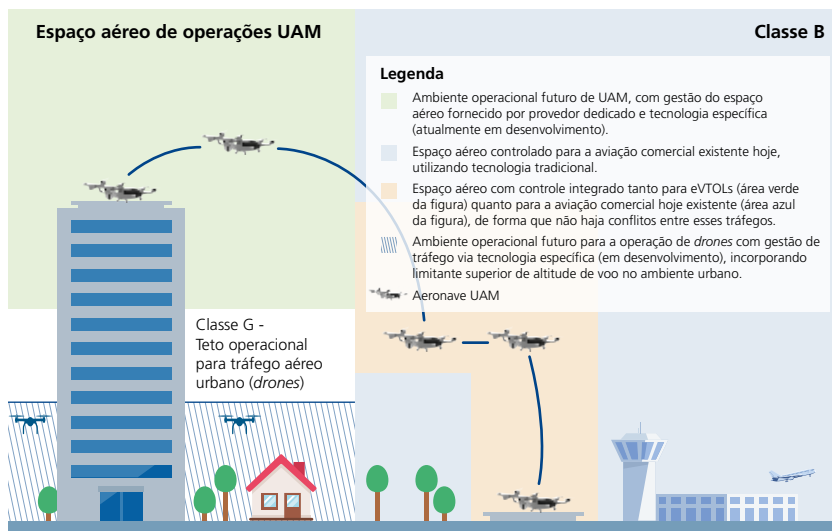 Espaço aéreo de operações UAM
Classe B
Legenda
Ambiente operacional futuro de UAM, com gestão do espaço
aéreo fornecido por provedor dedicado e tecnologia específica
(atualmente em desenvolvimento).
Espaço aéreo controlado para a aviação comercial existente hoje,
utilizando tecnologia tradicional.
Espaço aéreo com controle integrado tanto para eVTOLs (área verde
da figura) quanto para a aviação comercial hoje existente (área azul
da figura), de forma que não haja conflitos entre esses tráfegos.
Ambiente operacional futuro para a operação de drones com gestão de
tráfego via tecnologia específica (em desenvolvimento), incorporando
limitante superior de altitude de voo no ambiente urbano.
Aeronave UAM
Classe G -
Teto operacional
para tráfego aéreo
urbano (drones)